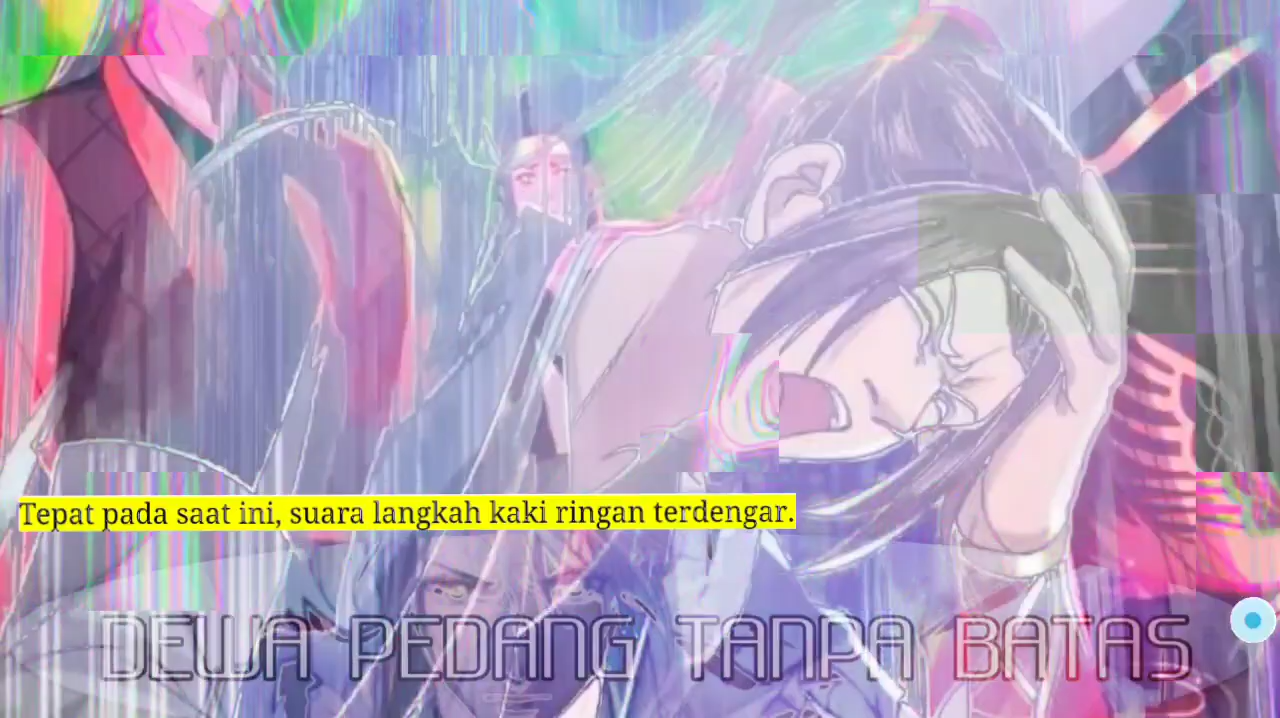 Tepat pada saat ini, suara langkah kaki ringan terdengar.
DEWA PEDANG TANPA BATAS